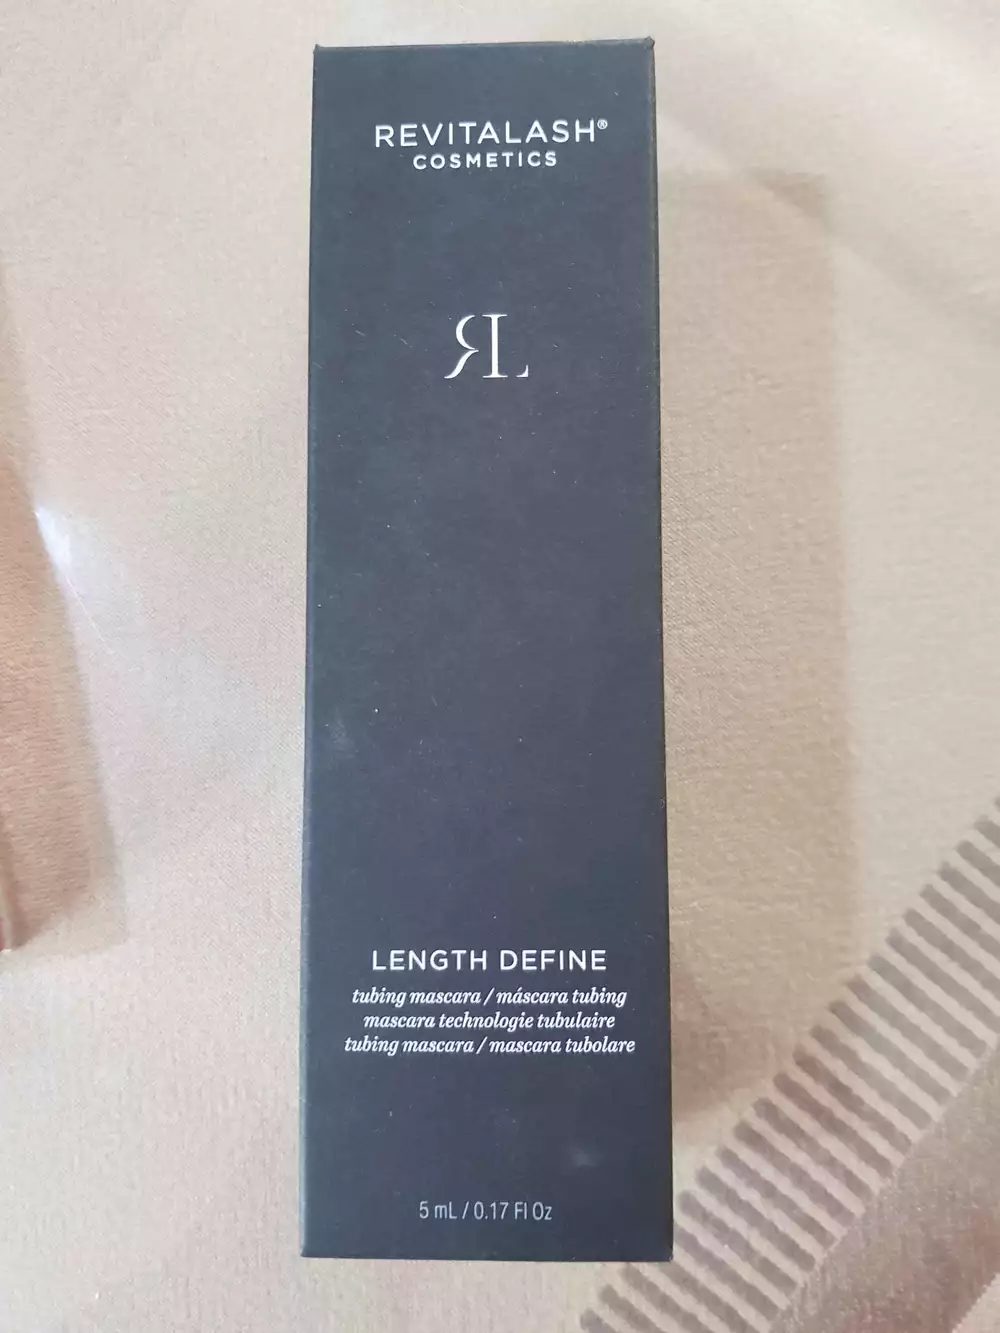 REVITALASH®
COSMETICS
RL
LENGTH DEFINE
tubing mascara / máscara tubing
mascara technologie tubulaire
tubing mascara / mascara tubolare
5 mL / 0.17 Fl Oz